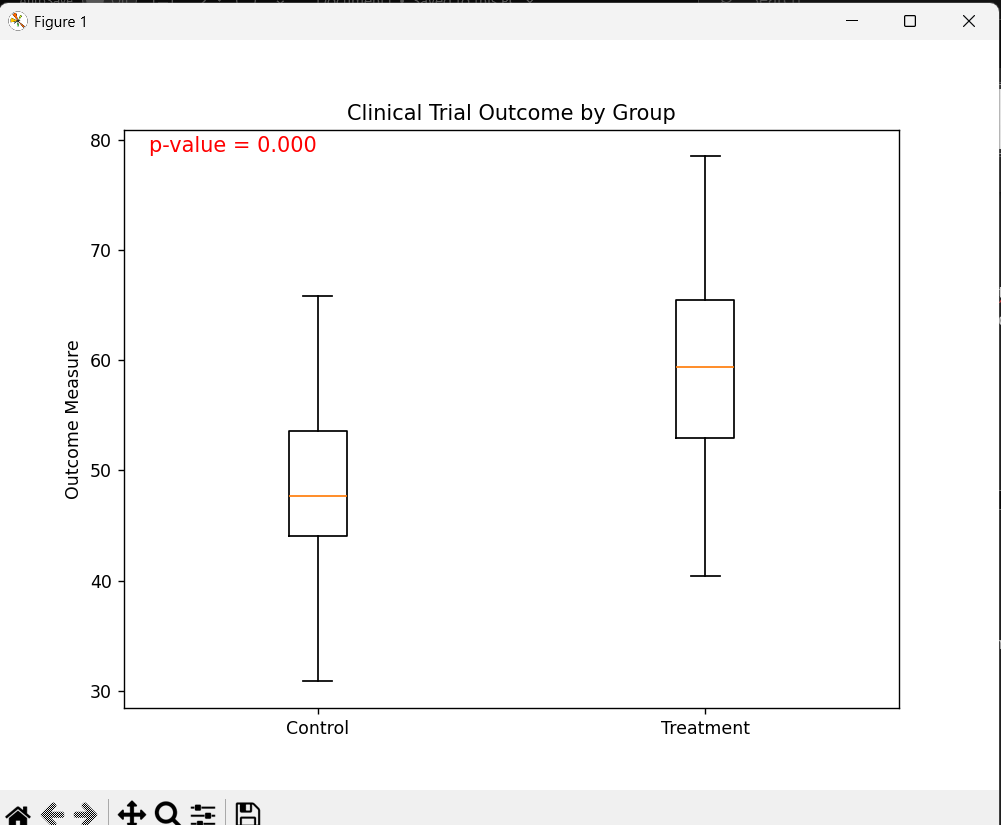 Figure 1
Clinical Trial Outcome by Group
p-value = 0.000
80
70
60
50
40
30
Outcome Measure
Control
Treatment